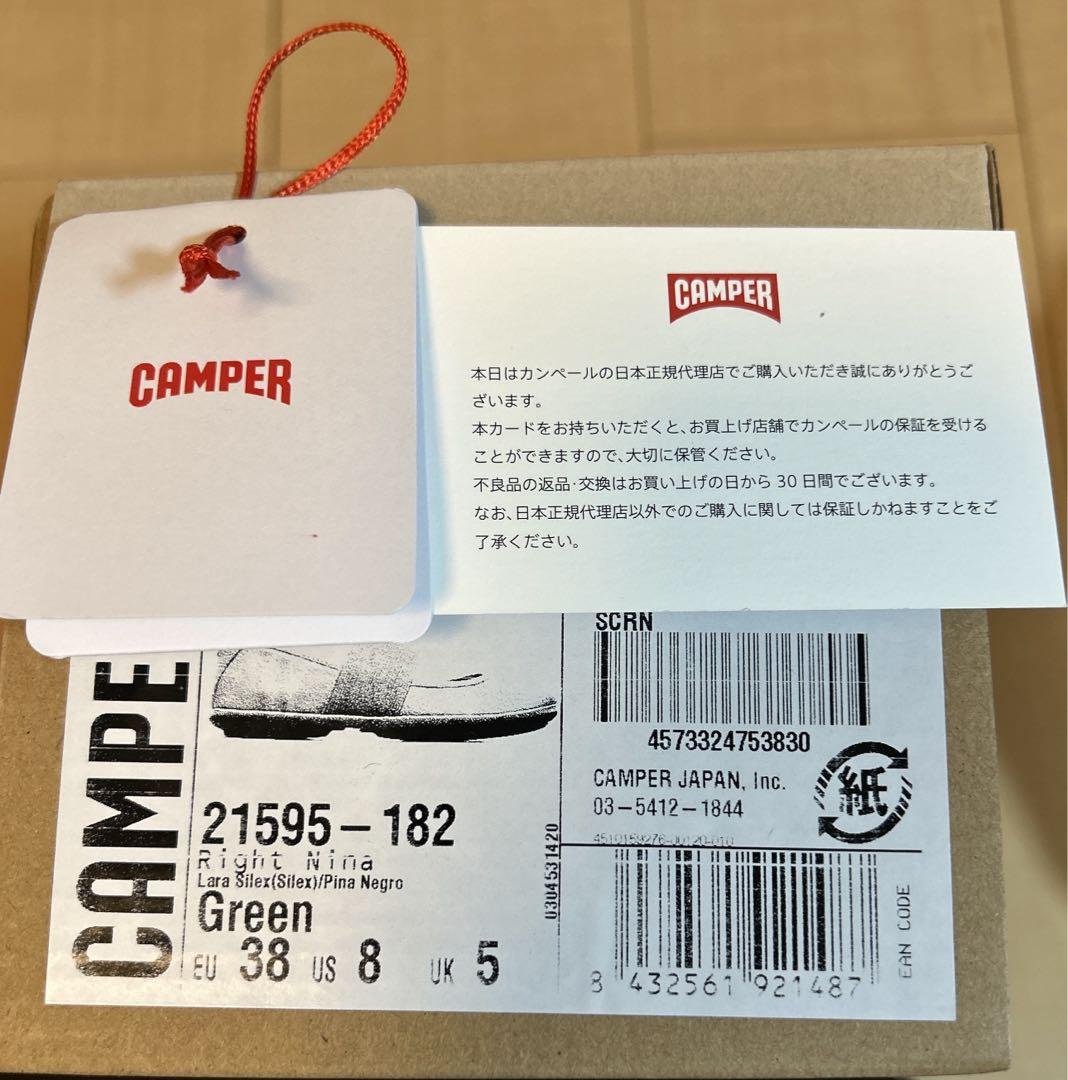 CAMPER
CAMPER
本日はカンペールの日本正規代理店でご購入いただき誠にありがとうご
ざいます。
本カードをお持ちいただくと、お買上げ店舗でカンペールの保証を受ける
ことができますので、大切に保管ください。
不良品の返品・交換はお買い上げの日から 30 日間でございます。
なお、日本正規代理店以外でのご購入に関しては保証しかねますことをご
了承ください。
CAMPE
21595-182
Right Nina
Lara Silex(Silex)/Pina Negro
Green
EU 38 US 8 UK 5
0304531420
SCRN
4573324753830
CAMPER JAPAN, Inc.
03-5412-1844
紙
8 432561 921487
EAN CODE